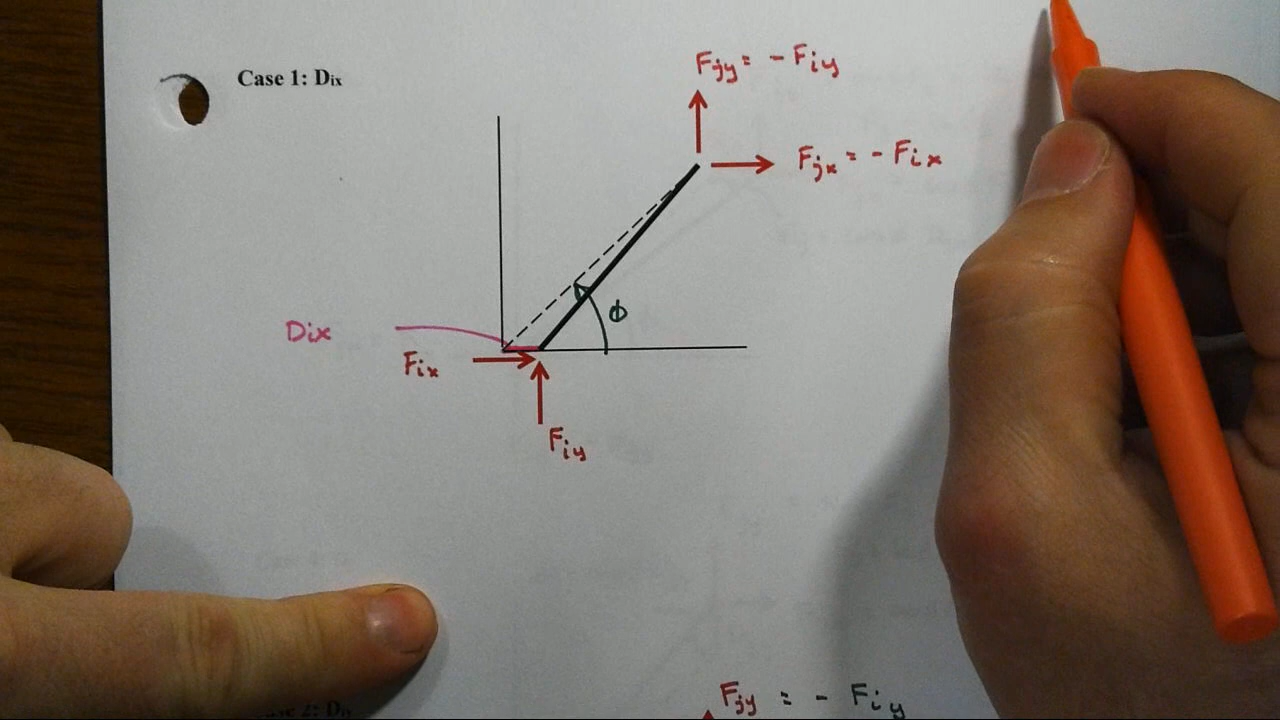 Case 1: Dix
Fjy = - Fiy
Fjx = - Fix
Dix
ϕ
Fix
Fiy
Fjy = - Fiy